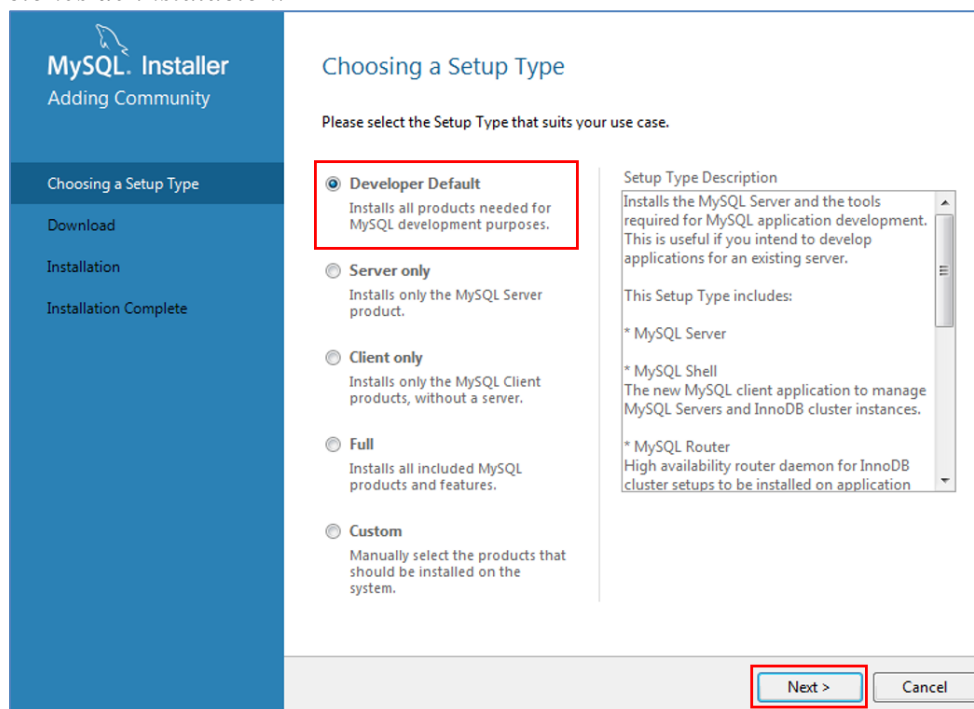 MySQL. Installer
Adding Community
Choosing a Setup Type
Download
Installation
Installation Complete
Choosing a Setup Type
Please select the Setup Type that suits your use case.
Developer Default
Installs all products needed for
MySQL development purposes.
Server only
Installs only the MySQL Server
product.
Client only
Installs only the MySQL Client
products, without a server.
Full
Installs all included MySQL
products and features.
Custom
Manually select the products that
should be installed on the
system.
Setup Type Description
Installs the MySQL Server and the tools
required for MySQL application development.
This is useful if you intend to develop
applications for an existing server.
This Setup Type includes:
* MySQL Server
* MySQL Shell
The new MySQL client application to manage
MySQL Servers and InnoDB cluster instances.
* MySQL Router
High availability router daemon for InnoDB
cluster setups to be installed on application
Next >
Cancel